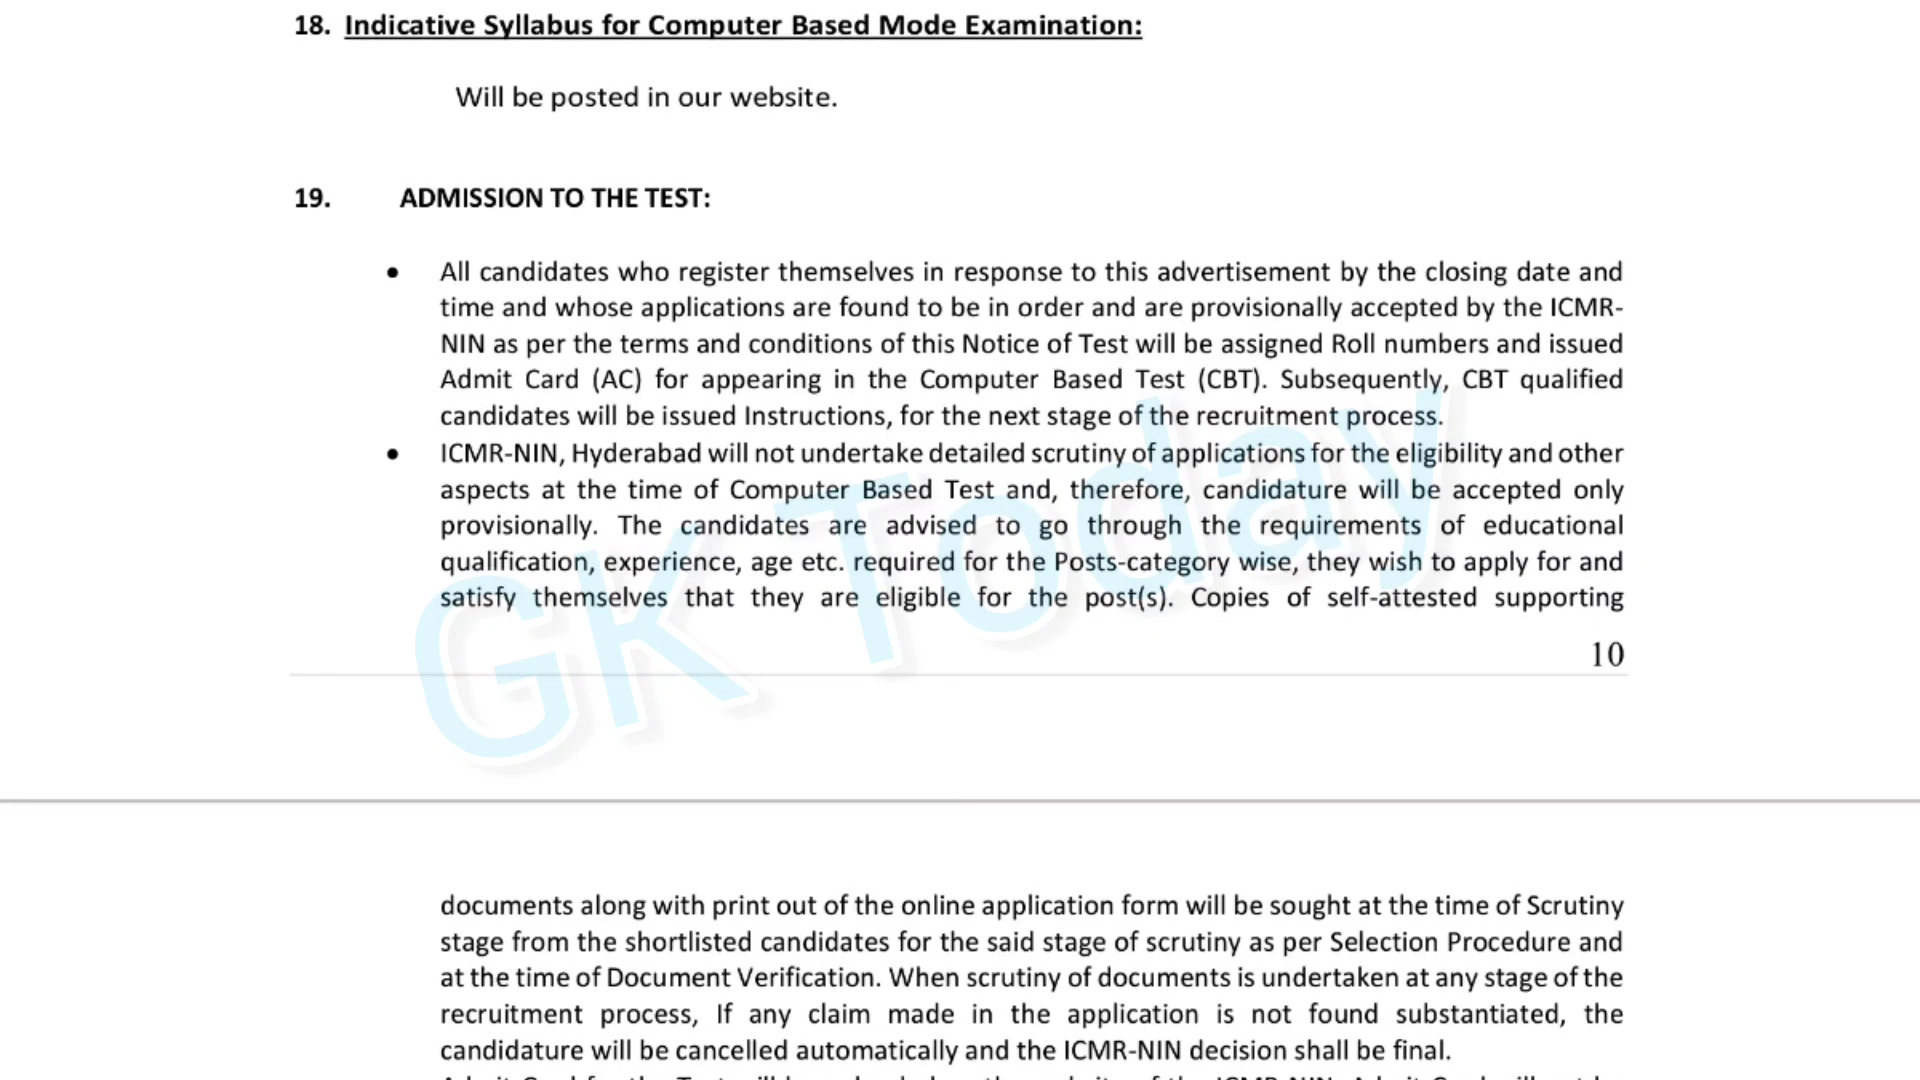 18. Indicative Syllabus for Computer Based Mode Examination:
Will be posted in our website.
19. ADMISSION TO THE TEST:
• All candidates who register themselves in response to this advertisement by the closing date and
time and whose applications are found to be in order and are provisionally accepted by the ICMR-
NIN as per the terms and conditions of this Notice of Test will be assigned Roll numbers and issued
Admit Card (AC) for appearing in the Computer Based Test (CBT). Subsequently, CBT qualified
candidates will be issued Instructions, for the next stage of the recruitment process.
• ICMR-NIN, Hyderabad will not undertake detailed scrutiny of applications for the eligibility and other
aspects at the time of Computer Based Test and, therefore, candidature will be accepted only
provisionally. The candidates are advised to go through the requirements of educational
qualification, experience, age etc. required for the Posts-category wise, they wish to apply for and
satisfy themselves that they are eligible for the post(s). Copies of self-attested supporting
10
GK Today
documents along with print out of the online application form will be sought at the time of Scrutiny
stage from the shortlisted candidates for the said stage of scrutiny as per Selection Procedure and
at the time of Document Verification. When scrutiny of documents is undertaken at any stage of the
recruitment process, If any claim made in the application is not found substantiated, the
candidature will be cancelled automatically and the ICMR-NIN decision shall be final.